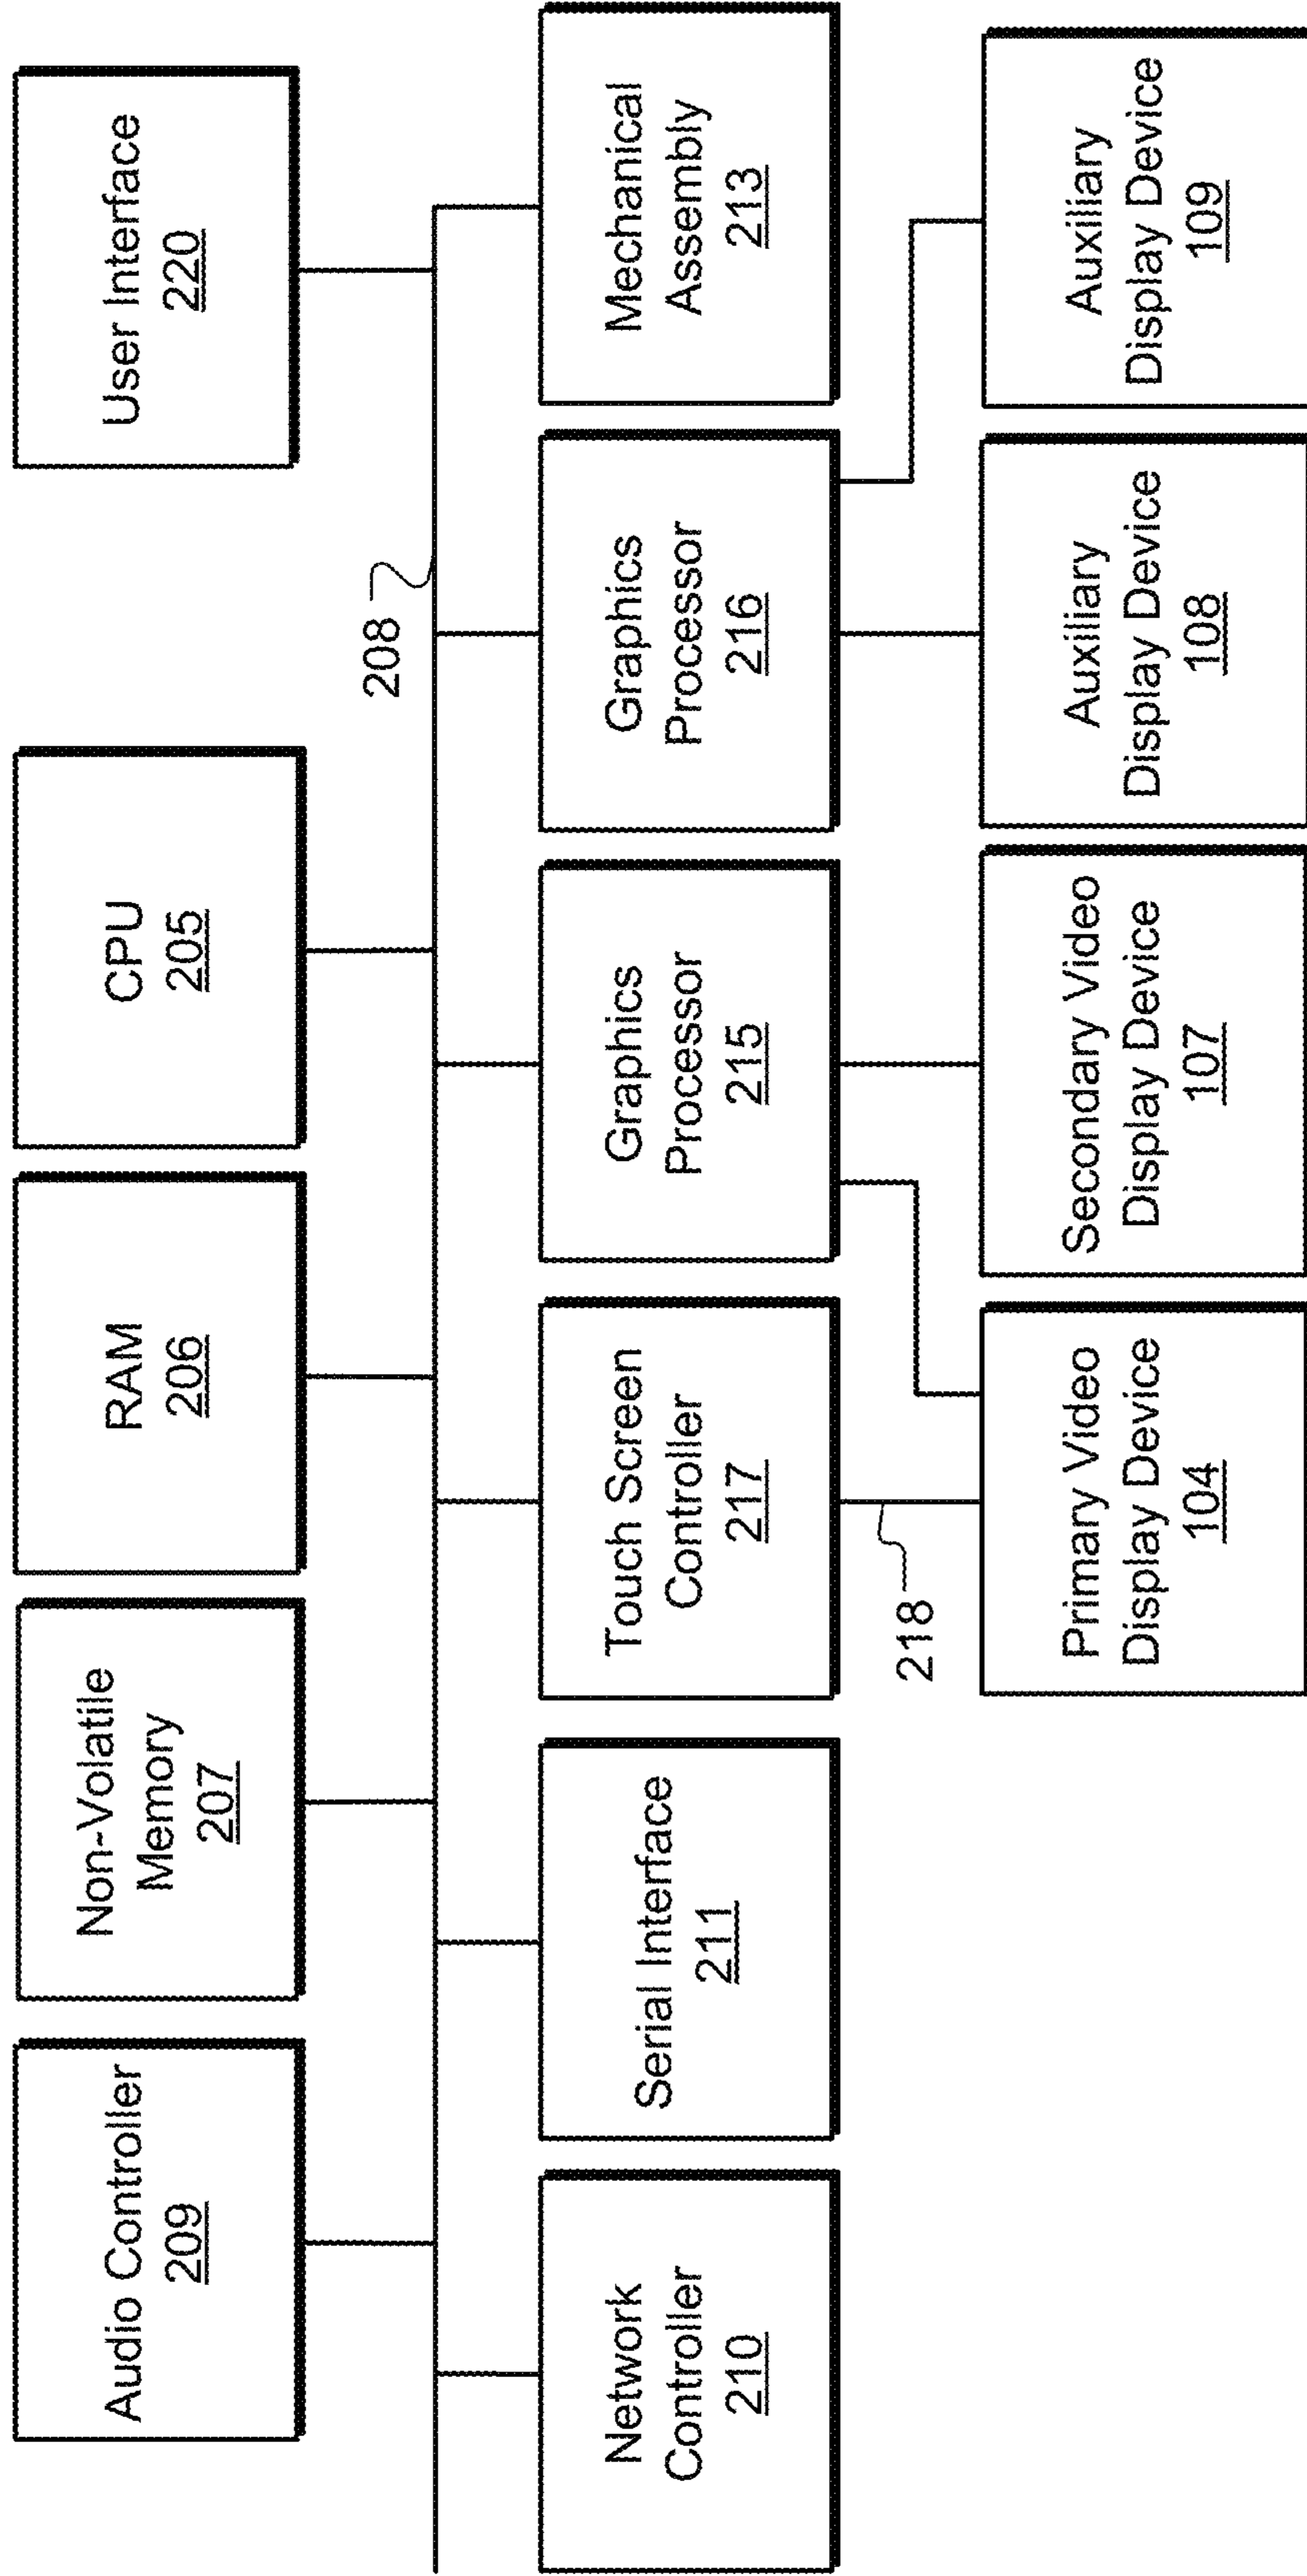 Audio Controller
209
Non-Volatile
Memory
207
RAM
206
CPU
205
User Interface
220
208
Network
Controller
210
Serial Interface
211
Touch Screen
Controller
217
Graphics
Processor
215
Graphics
Processor
216
Mechanical
Assembly
213
218
Primary Video
Display Device
104
Secondary Video
Display Device
107
Auxiliary
Display Device
108
Auxiliary
Display Device
109